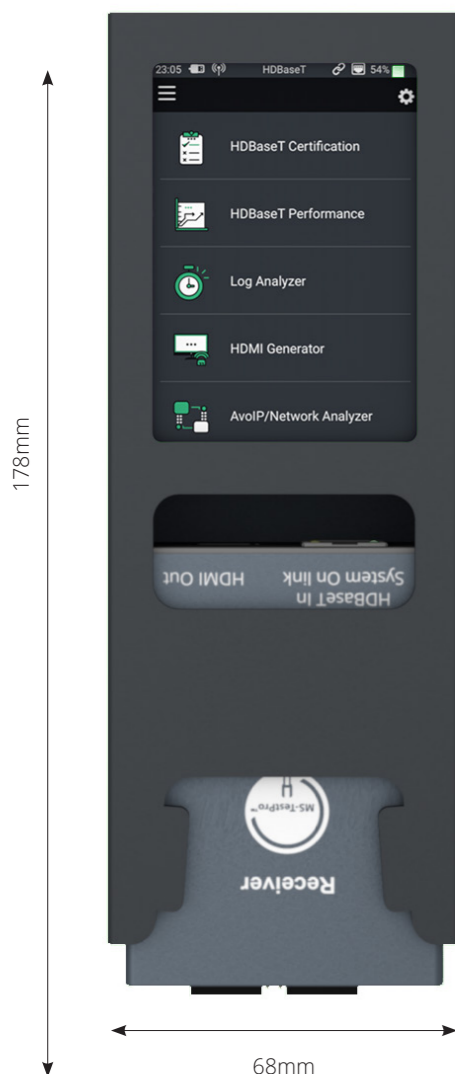 23:05 HDBaseT 54%
HDBaseT Certification
HDBaseT Performance
Log Analyzer
HDMI Generator
AvoIP/Network Analyzer
178mm
HDBaseT In
System On link HDMI Out
Receiver
MS-TestPro™
68mm